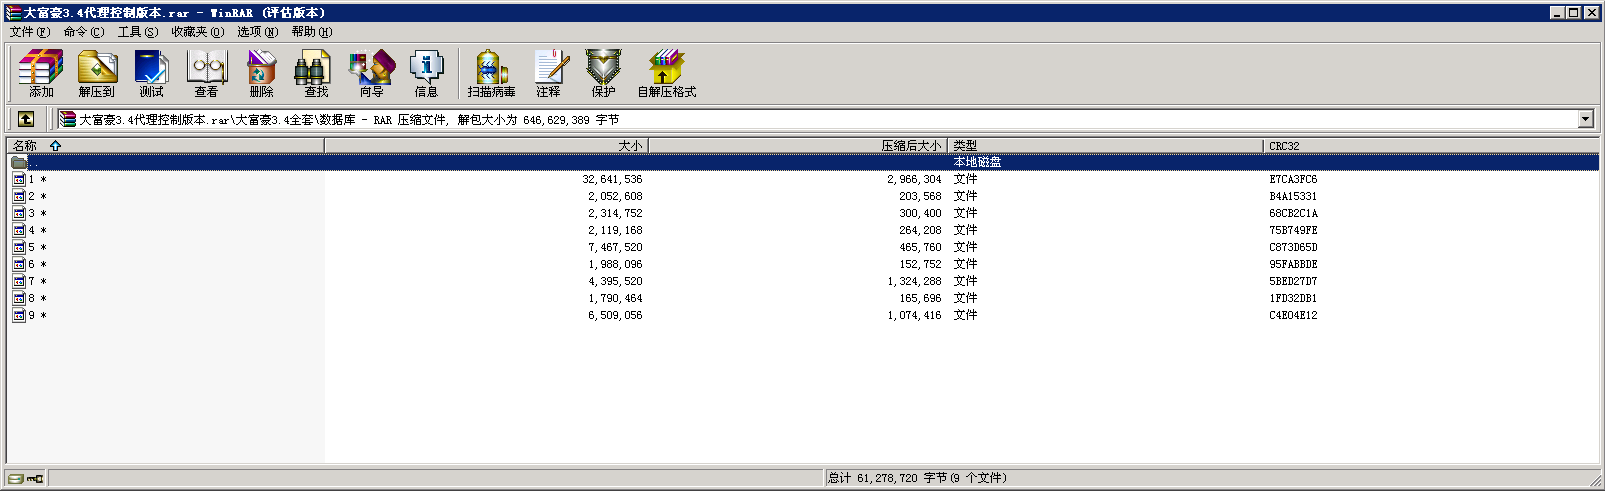 大富豪3.4代理控制版本.rar - WinRAR (评估版本)
文件(F) 命令(C) 工具(S) 收藏夹(O) 选项(N) 帮助(H)
添加 解压到 测试 查看 删除 查找 向导 信息 扫描病毒 注释 保护 自解压格式
大富豪3.4代理控制版本.rar\大富豪3.4全套\数据库 - RAR 压缩文件, 解包大小为 646,629,389 字节
名称 大小 压缩后大小 类型 CRC32
.. 本地磁盘
1 * 32,641,536 2,966,304 文件 E7CA3FC6
2 * 2,052,608 203,568 文件 B4A15331
3 * 2,314,752 300,400 文件 68CB2C1A
4 * 2,119,168 264,208 文件 75B749FE
5 * 7,467,520 465,760 文件 C873D65D
6 * 1,988,096 152,752 文件 95FABBDE
7 * 4,395,520 1,324,288 文件 5BED27D7
8 * 1,790,464 165,696 文件 1FD32DB1
9 * 6,509,056 1,074,416 文件 C4E04E12
总计 61,278,720 字节(9 个文件)